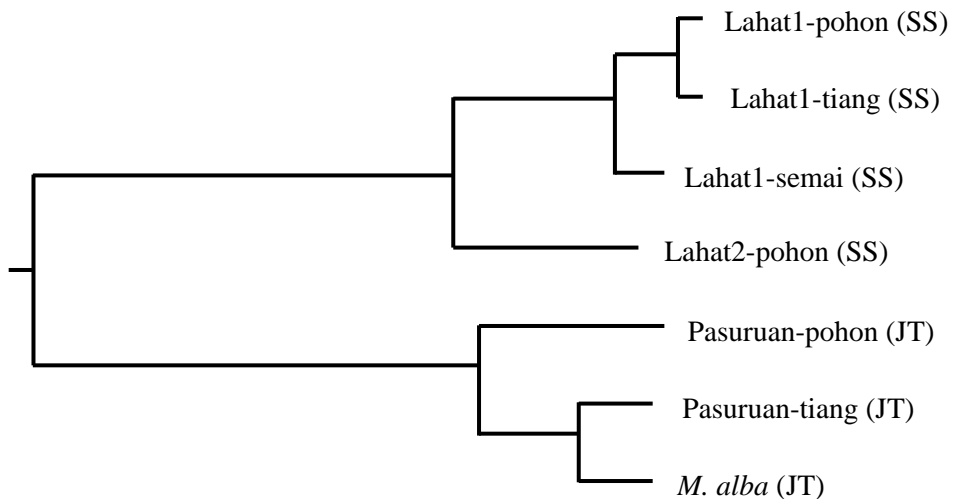 Lahat1-pohon (SS)
Lahat1-tiang (SS)
Lahat1-semai (SS)
Lahat2-pohon (SS)
Pasuruan-pohon (JT)
Pasuruan-tiang (JT)
M. alba (JT)